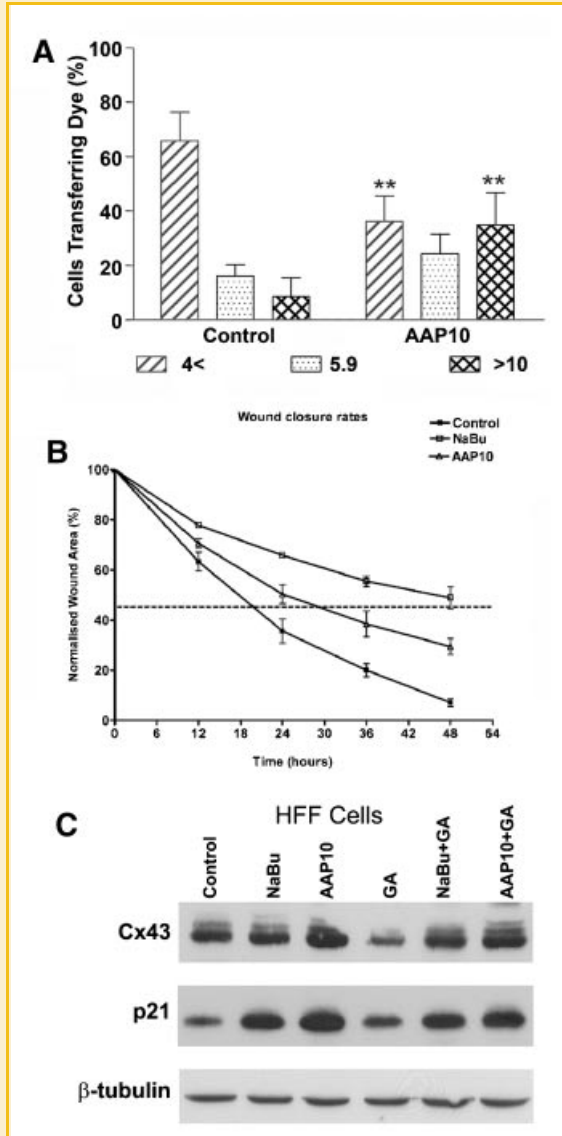 A
Cells Transferring Dye (%)
100
80
60
40
20
0
** **
Control AAP10
4< 5.9 >10
Wound closure rates
B
Control
NaBu
AAP10
Normalised Wound Area (%)
100
80
60
40
20
0
0 6 12 18 24 30 36 42 48 54
Time (hours)
C
HFF Cells
Control NaBu AAP10 GA NaBu+GA AAP10+GA
Cx43
p21
β-tubulin